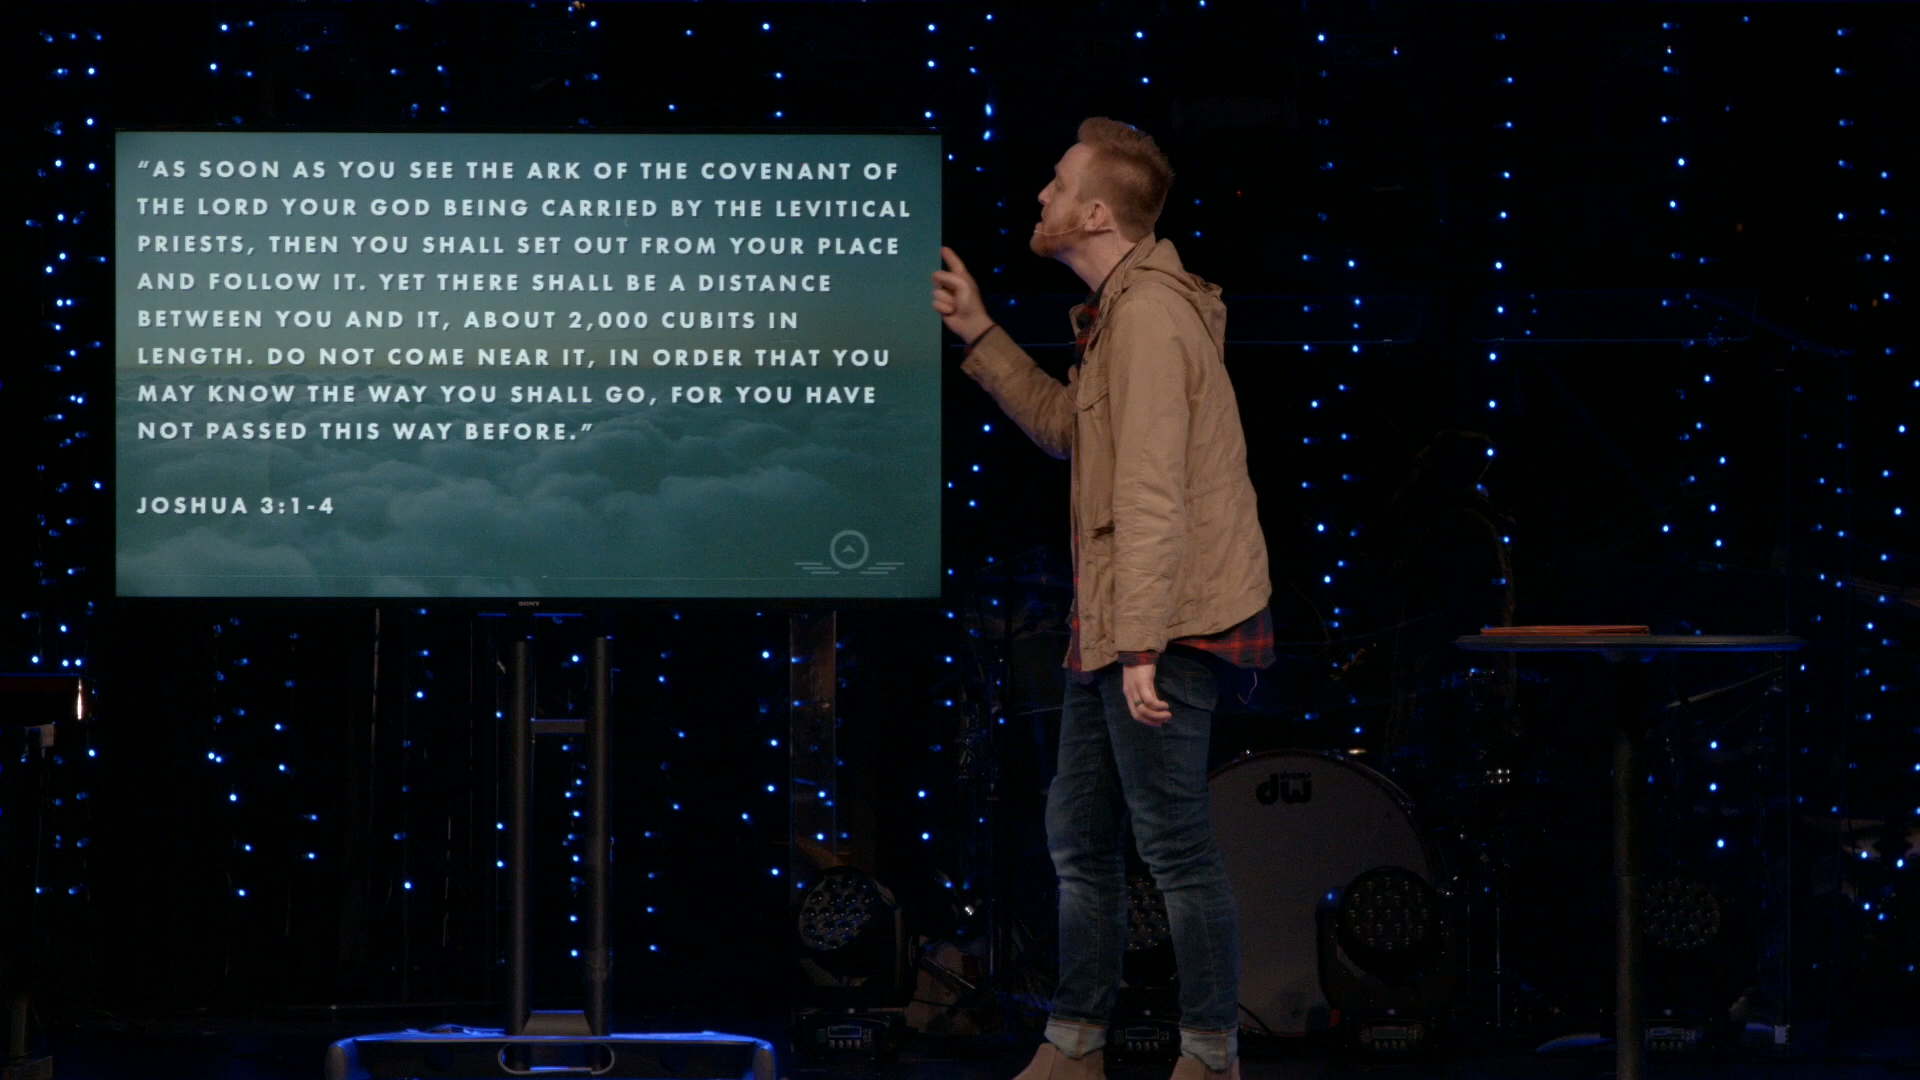 “AS SOON AS YOU SEE THE ARK OF THE COVENANT OF
THE LORD YOUR GOD BEING CARRIED BY THE LEVITICAL
PRIESTS, THEN YOU SHALL SET OUT FROM YOUR PLACE
AND FOLLOW IT. YET THERE SHALL BE A DISTANCE
BETWEEN YOU AND IT, ABOUT 2,000 CUBITS IN
LENGTH. DO NOT COME NEAR IT, IN ORDER THAT YOU
MAY KNOW THE WAY YOU SHALL GO, FOR YOU HAVE
NOT PASSED THIS WAY BEFORE.”
JOSHUA 3:1-4
SONY
drums
dw